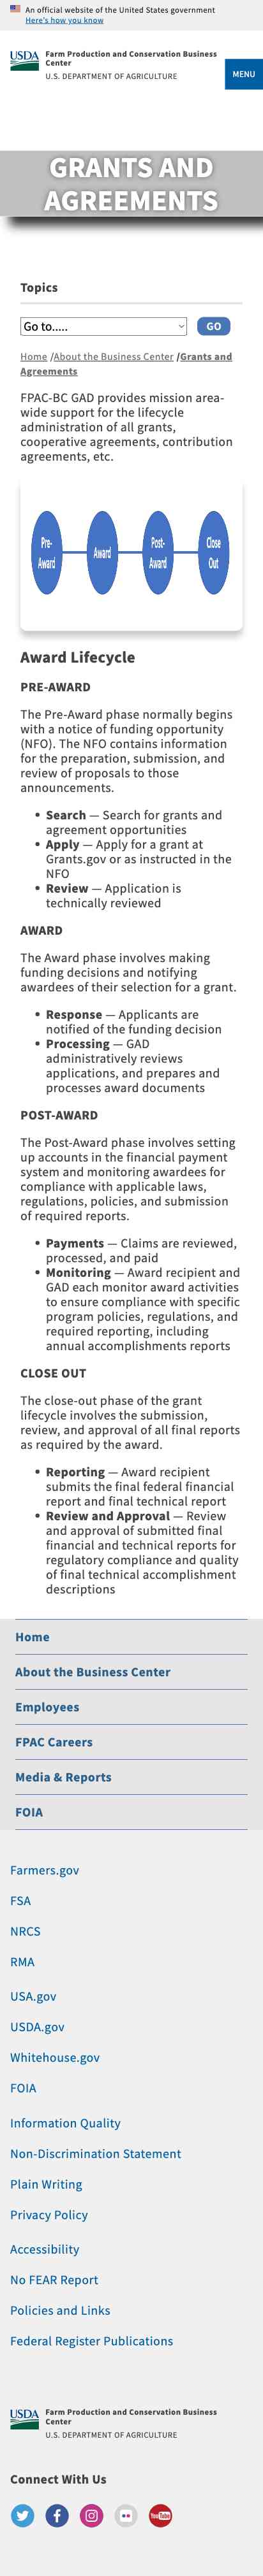 An official website of the United States government
Here's how you know
USDA
Farm Production and Conservation Business
Center
U.S. DEPARTMENT OF AGRICULTURE
MENU
GRANTS AND
AGREEMENTS
Topics
Go to.....
GO
Home /About the Business Center /Grants and
Agreements
FPAC-BC GAD provides mission area-
wide support for the lifecycle
administration of all grants,
cooperative agreements, contribution
agreements, etc.
Pre-
Award
Award
Post-
Award
Close
Out
Award Lifecycle
PRE-AWARD
The Pre-Award phase normally begins
with a notice of funding opportunity
(NFO). The NFO contains information
for the preparation, submission, and
review of proposals to those
announcements.
• Search — Search for grants and
agreement opportunities
• Apply — Apply for a grant at
Grants.gov or as instructed in the
NFO
• Review — Application is
technically reviewed
AWARD
The Award phase involves making
funding decisions and notifying
awardees of their selection for a grant.
• Response — Applicants are
notified of the funding decision
• Processing — GAD
administratively reviews
applications, and prepares and
processes award documents
POST-AWARD
The Post-Award phase involves setting
up accounts in the financial payment
system and monitoring awardees for
compliance with applicable laws,
regulations, policies, and submission
of required reports.
• Payments — Claims are reviewed,
processed, and paid
• Monitoring — Award recipient and
GAD each monitor award activities
to ensure compliance with specific
program policies, regulations, and
required reporting, including
annual accomplishments reports
CLOSE OUT
The close-out phase of the grant
lifecycle involves the submission,
review, and approval of all final reports
as required by the award.
• Reporting — Award recipient
submits the final federal financial
report and final technical report
• Review and Approval — Review
and approval of submitted final
financial and technical reports for
regulatory compliance and quality
of final technical accomplishment
descriptions
Home
About the Business Center
Employees
FPAC Careers
Media & Reports
FOIA
Farmers.gov
FSA
NRCS
RMA
USA.gov
USDA.gov
Whitehouse.gov
FOIA
Information Quality
Non-Discrimination Statement
Plain Writing
Privacy Policy
Accessibility
No FEAR Report
Policies and Links
Federal Register Publications
USDA
Farm Production and Conservation Business
Center
U.S. DEPARTMENT OF AGRICULTURE
Connect With Us
YouTube